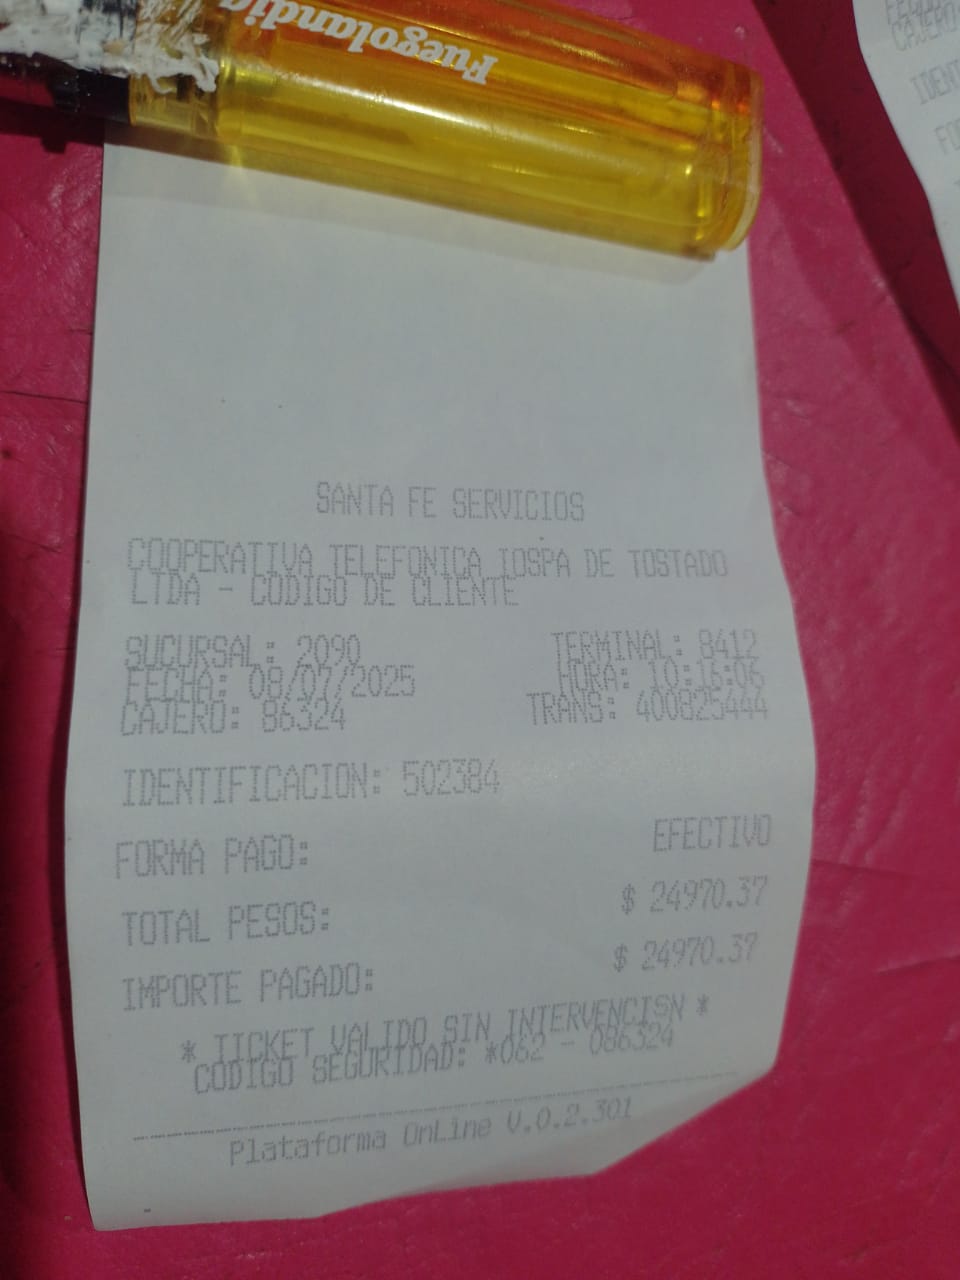 Fuegolandia
SANTA FE SERVICIOS
COOPERATIVA TELEFONICA IOSPA DE TOSTADO
LTDA - CODIGO DE CLIENTE
SUCURSAL: 2090 TERMINAL: 8412
FECHA: 08/07/2025 HORA: 10:16:06
CAJERO: 86324 TRANS: 400825444
IDENTIFICACION: 502384
FORMA PAGO: EFECTIVO
TOTAL PESOS: $ 24970.37
IMPORTE PAGADO: $ 24970.37
* TICKET VALIDO SIN INTERVENCISN *
CODIGO SEGURIDAD: *062 - 086324
Plataforma OnLine V.0.2.301